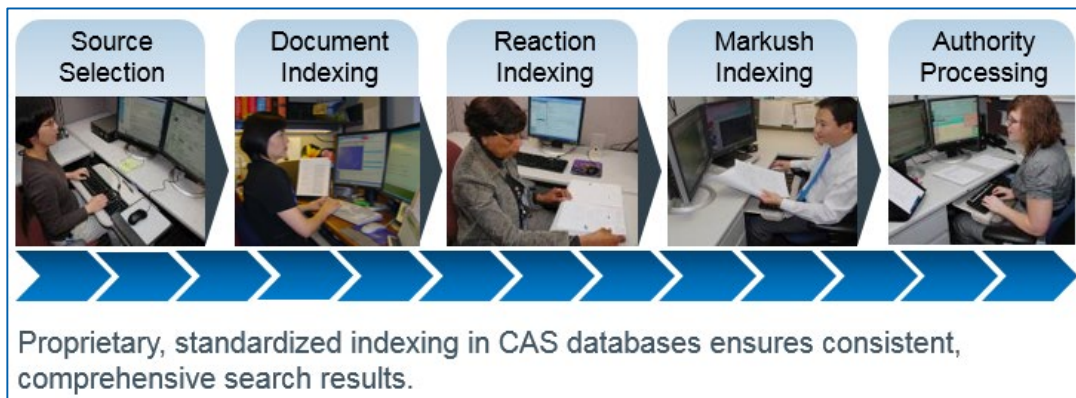 Source
Selection
Document
Indexing
Reaction
Indexing
Markush
Indexing
Authority
Processing
Proprietary, standardized indexing in CAS databases ensures consistent,
comprehensive search results.